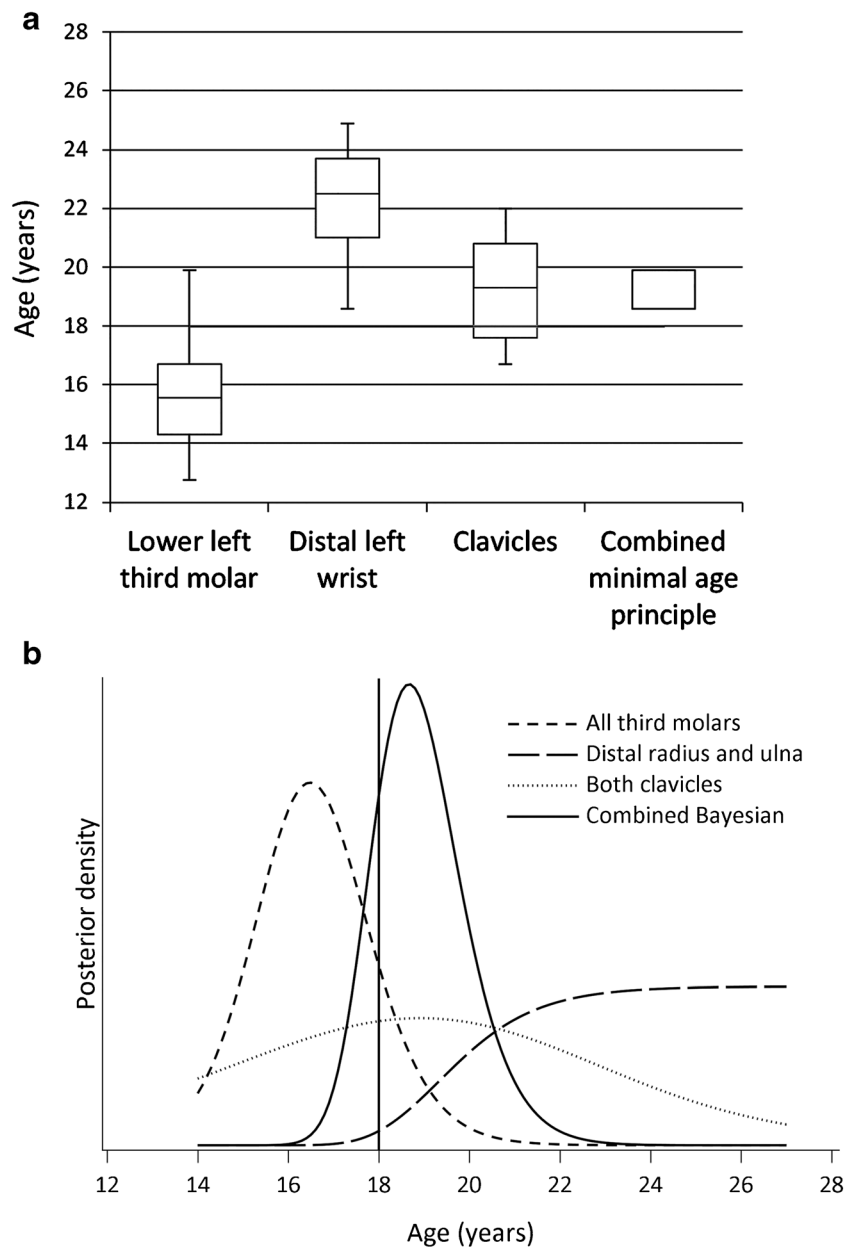 a
28
26
24
22
20
18
16
14
12
Age (years)
Lower left
third molar
Distal left
wrist
Clavicles
Combined
minimal age
principle
b
All third molars
Distal radius and ulna
Both clavicles
Combined Bayesian
Posterior density
12 14 16 18 20 22 24 26 28
Age (years)